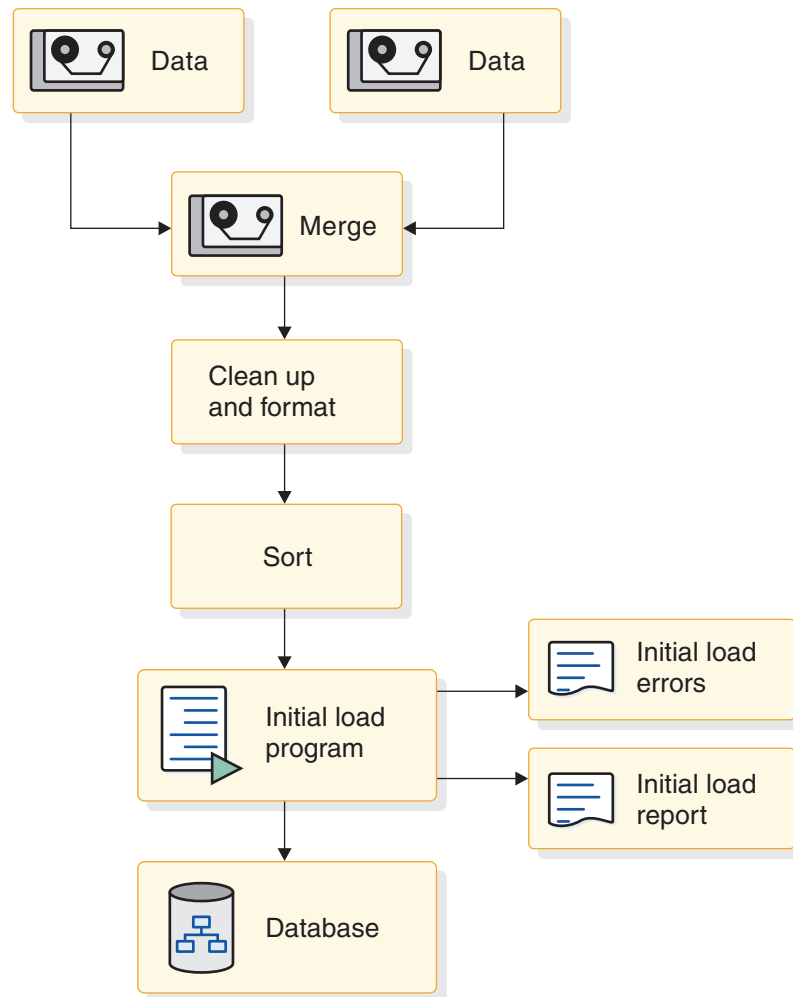 Data
Data
Merge
Clean up
and format
Sort
Initial load
errors
Initial load
program
Initial load
report
Database